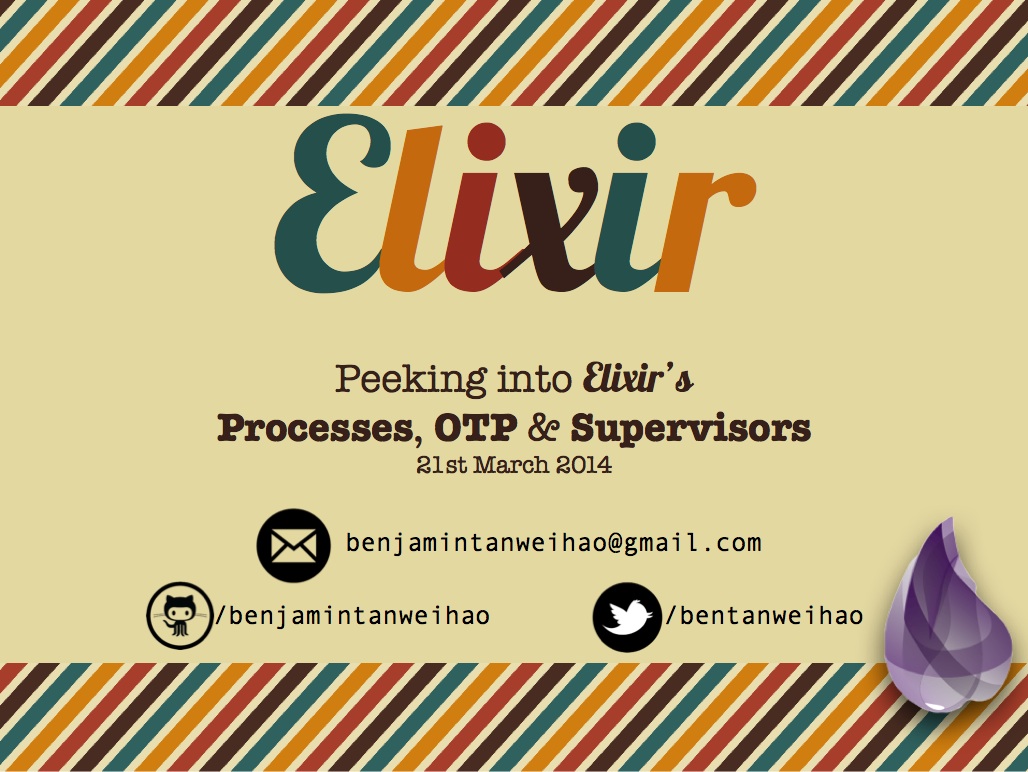 Elixir
Peeking into Elixir's
Processes, OTP & Supervisors
21st March 2014
benjamintanweihao@gmail.com
/benjamintanweihao
/bentanweihao